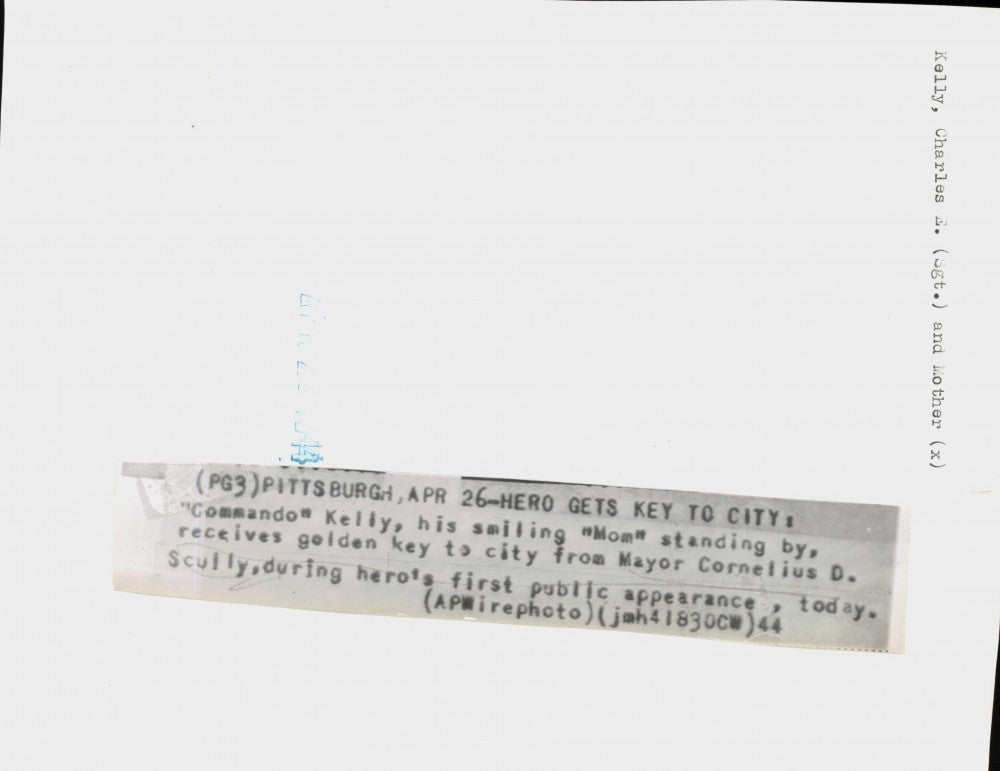 Kelly, Charles E. (Sgt.) and Mother (x)
(PG3)PITTSBURGH,APR 26-HERO GETS KEY TO CITY:
"Commando" Kelly, his smiling "Mom" standing by,
receives golden key to city from Mayor Cornelius D.
Scully,during hero's first public appearance , today.
(APWirephoto)(jmh41830CW)44